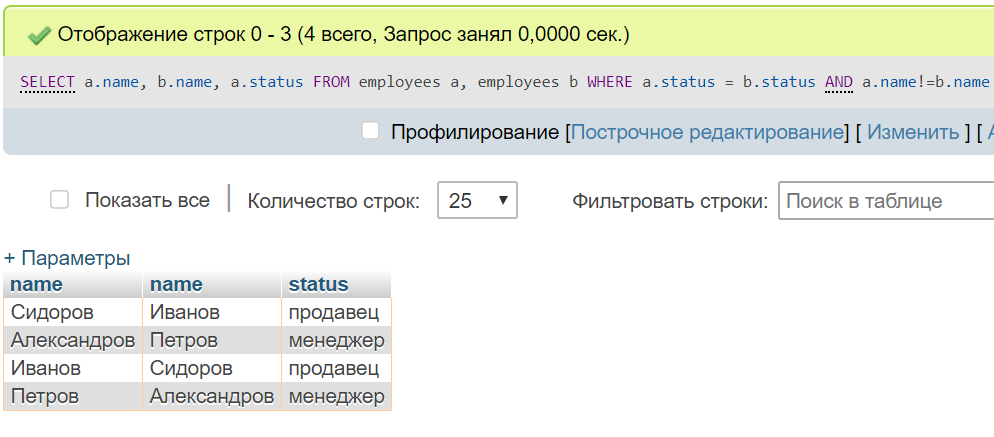 Отображение строк 0 - 3 (4 всего, Запрос занял 0,0000 сек.)
SELECT a.name, b.name, a.status FROM employees a, employees b WHERE a.status = b.status AND a.name!=b.name
Профилирование [Построчное редактирование] [ Изменить ] [
Показать все | Количество строк: 25 Фильтровать строки: Поиск в таблице
+ Параметры
name name status
Сидоров Иванов продавец
Александров Петров менеджер
Иванов Сидоров продавец
Петров Александров менеджер